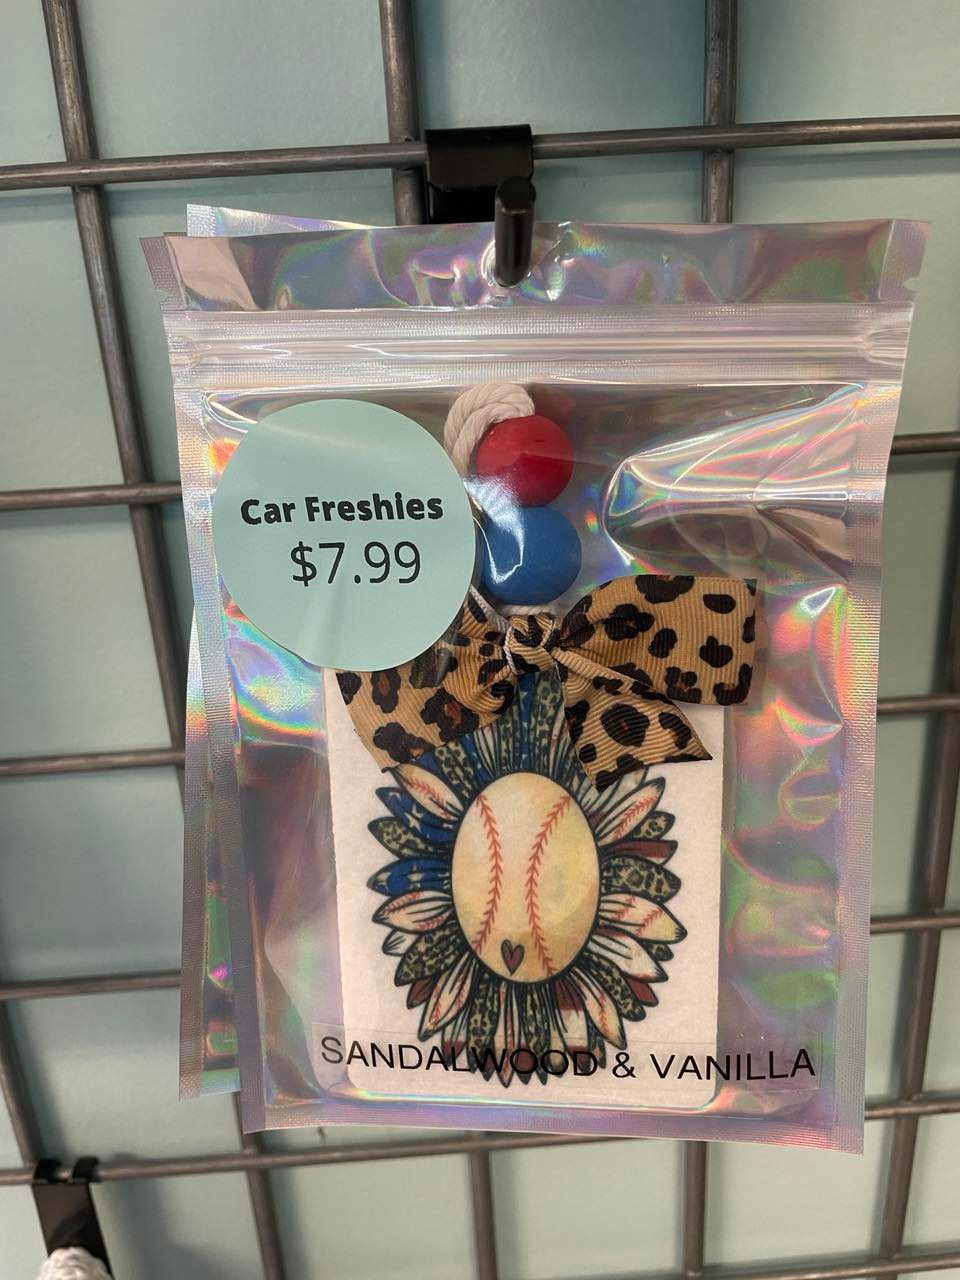 Car Freshies
$7.99
SANDALWOOD & VANILLA